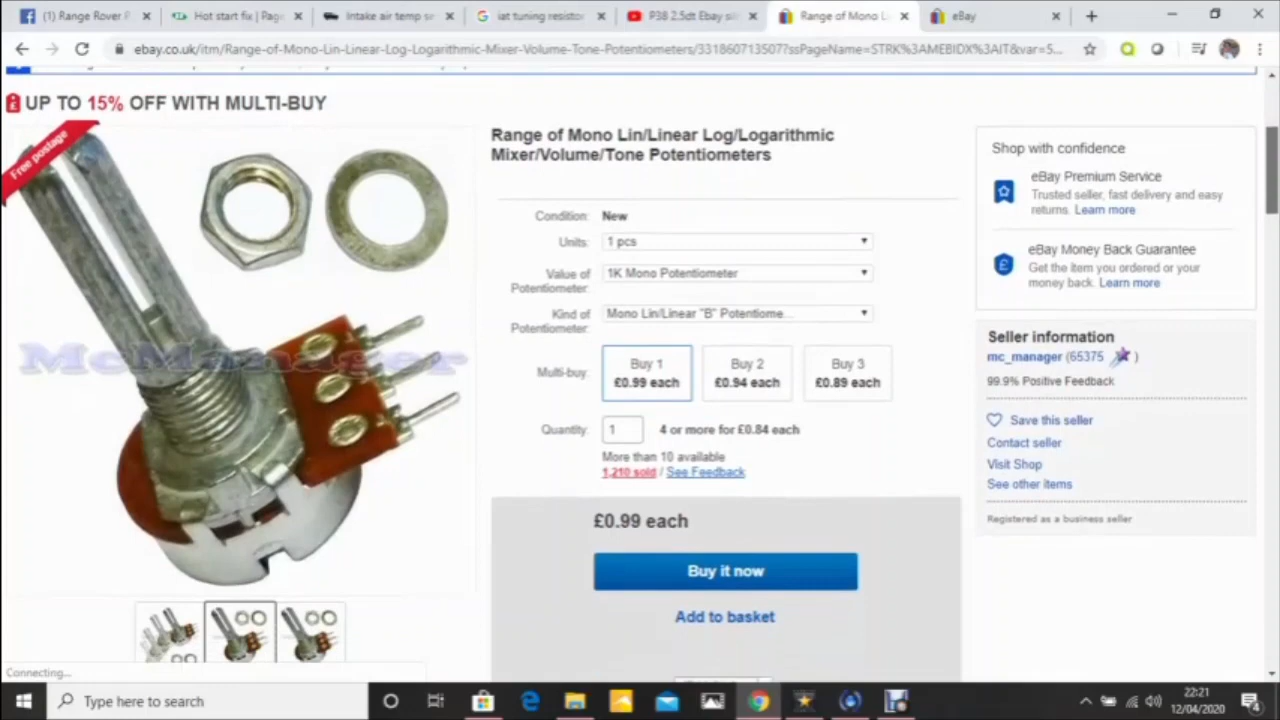 (1) Range Rover P
Hot start fix | Page
Intake air temp se
iat tuning resistor
P38 2.5dt Ebay sil
Range of Mono Li
eBay
ebay.co.uk/itm/Range-of-Mono-Lin-Linear-Log-Logarithmic-Mixer-Volume-Tone-Potentiometers/331860713507?ssPageName=STRK%3AMEBIDX%3AIT&var=5...
UP TO 15% OFF WITH MULTI-BUY
Free postage
McManager
Range of Mono Lin/Linear Log/Logarithmic
Mixer/Volume/Tone Potentiometers
Condition: New
Units: 1 pcs
Value of
Potentiometer: 1K Mono Potentiometer
Kind of
Potentiometer: Mono Lin/Linear "B" Potentiome...
Multi-buy:
Buy 1
£0.99 each
Buy 2
£0.94 each
Buy 3
£0.89 each
Quantity: 1 4 or more for £0.84 each
More than 10 available
1,210 sold / See Feedback
£0.99 each
Buy it now
Add to basket
Shop with confidence
eBay Premium Service
Trusted seller, fast delivery and easy
returns. Learn more
eBay Money Back Guarantee
Get the item you ordered or your
money back. Learn more
Seller information
mc_manager (65375 )
99.9% Positive Feedback
Save this seller
Contact seller
Visit Shop
See other items
Registered as a business seller
Connecting...
Type here to search
22:21
12/04/2020
4